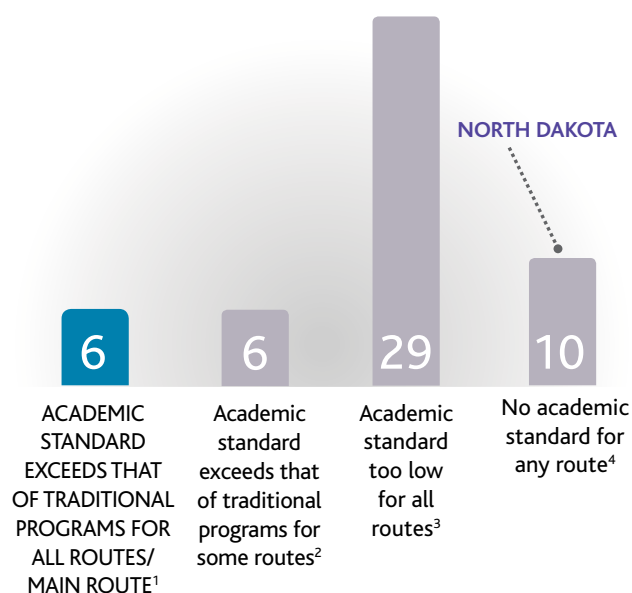 NORTH DAKOTA
6
6
29
10
ACADEMIC
STANDARD
EXCEEDS THAT
OF TRADITIONAL
PROGRAMS FOR
ALL ROUTES/
MAIN ROUTE¹
Academic
standard
exceeds that
of traditional
programs for
some routes²
Academic
standard
too low
for all
routes³
No academic
standard for
any route⁴